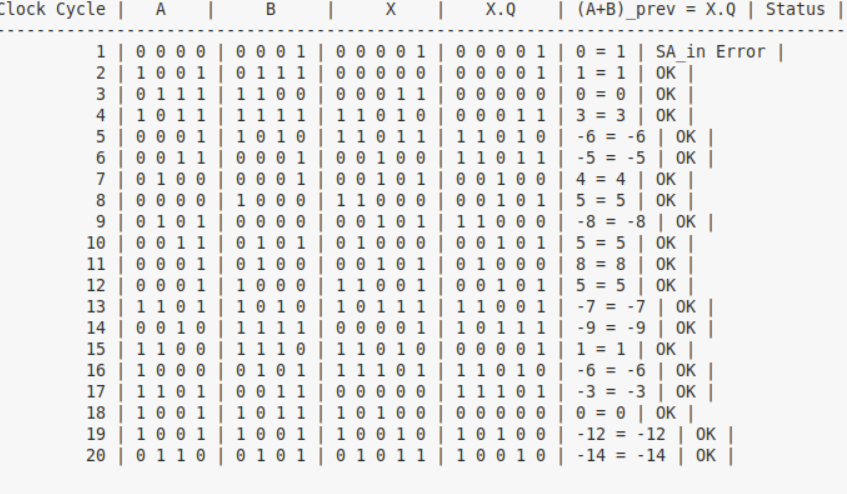 Clock Cycle | A | B | X | X.Q | (A+B)_prev = X.Q | Status |
--------------------------------------------------------------------------------
1 | 0 0 0 0 | 0 0 0 1 | 0 0 0 0 1 | 0 0 0 0 1 | 0 = 1 | SA_in Error |
2 | 1 0 0 1 | 0 1 1 1 | 0 0 0 0 0 | 0 0 0 0 1 | 1 = 1 | OK |
3 | 0 1 1 1 | 1 1 0 0 | 0 0 0 1 1 | 0 0 0 0 0 | 0 = 0 | OK |
4 | 1 0 1 1 | 1 1 1 1 | 1 1 0 1 0 | 0 0 0 1 1 | 3 = 3 | OK |
5 | 0 0 0 1 | 1 0 1 0 | 1 1 0 1 1 | 1 1 0 1 0 | -6 = -6 | OK |
6 | 0 0 1 1 | 0 0 0 1 | 0 0 1 0 0 | 1 1 0 1 1 | -5 = -5 | OK |
7 | 0 1 0 0 | 0 0 0 1 | 0 0 1 0 1 | 0 0 1 0 0 | 4 = 4 | OK |
8 | 0 0 0 0 | 1 0 0 0 | 1 1 0 0 0 | 0 0 1 0 1 | 5 = 5 | OK |
9 | 0 1 0 1 | 0 0 0 0 | 0 0 1 0 1 | 1 1 0 0 0 | -8 = -8 | OK |
10 | 0 0 1 1 | 0 1 0 1 | 0 1 0 0 0 | 0 0 1 0 1 | 5 = 5 | OK |
11 | 0 0 0 1 | 0 1 0 0 | 0 0 1 0 1 | 0 1 0 0 0 | 8 = 8 | OK |
12 | 0 0 0 1 | 1 0 0 0 | 1 1 0 0 1 | 0 0 1 0 1 | 5 = 5 | OK |
13 | 1 1 0 1 | 1 0 1 0 | 1 0 1 1 1 | 1 1 0 0 1 | -7 = -7 | OK |
14 | 0 0 1 0 | 1 1 1 1 | 0 0 0 0 1 | 1 0 1 1 1 | -9 = -9 | OK |
15 | 1 1 0 0 | 1 1 1 0 | 1 1 0 1 0 | 0 0 0 0 1 | 1 = 1 | OK |
16 | 1 0 0 0 | 0 1 0 1 | 1 1 1 0 1 | 1 1 0 1 0 | -6 = -6 | OK |
17 | 1 1 0 1 | 0 0 1 1 | 0 0 0 0 0 | 1 1 1 0 1 | -3 = -3 | OK |
18 | 1 0 0 1 | 1 0 1 1 | 1 0 1 0 0 | 0 0 0 0 0 | 0 = 0 | OK |
19 | 1 0 0 1 | 1 0 0 1 | 1 0 0 1 0 | 1 0 1 0 0 | -12 = -12 | OK |
20 | 0 1 1 0 | 0 1 0 1 | 0 1 0 1 1 | 1 0 0 1 0 | -14 = -14 | OK |